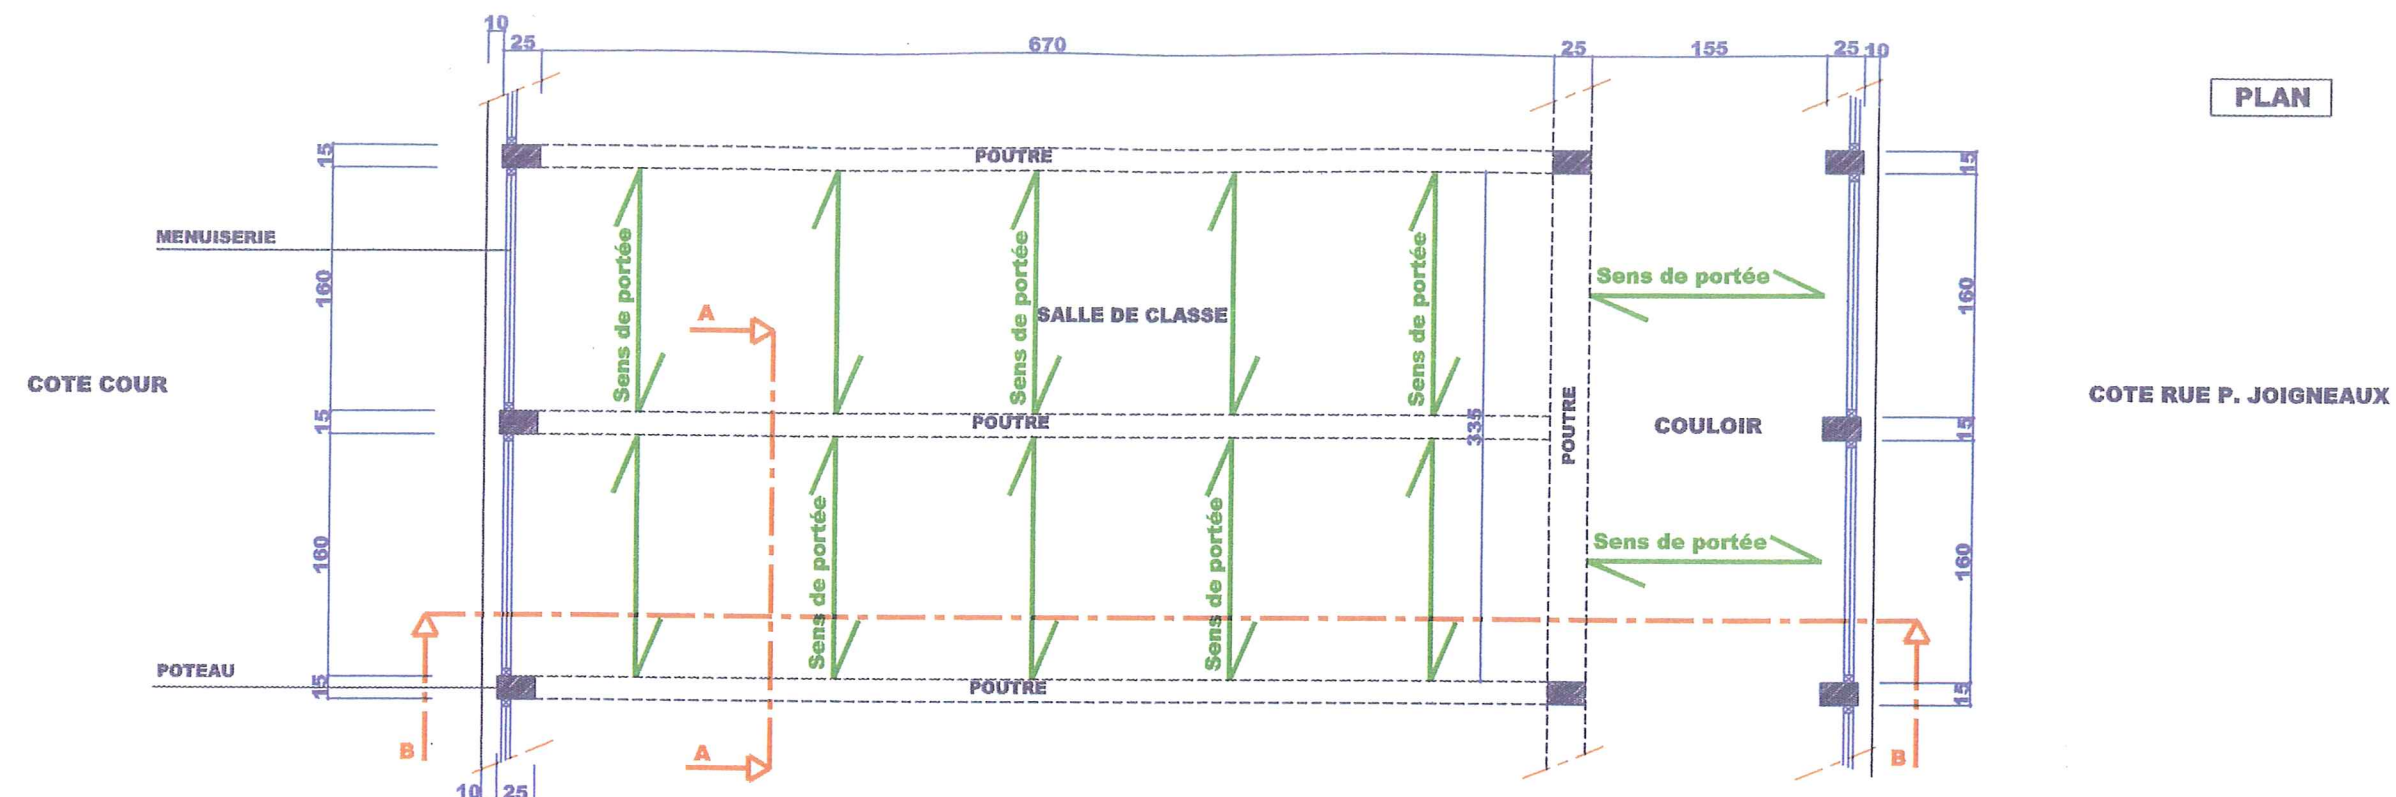 10
25
670
25
155
25
10
PLAN
15
POUTRE
15
MENUISERIE
160
Sens de portée
Sens de portée
Sens de portée
Sens de portée
160
A
SALLE DE CLASSE
COTE COUR
COTE RUE P. JOIGNEAUX
15
POUTRE
335
POUTRE
COULOIR
15
160
Sens de portée
Sens de portée
Sens de portée
160
POTEAU
15
POUTRE
15
B
A
B
10
25